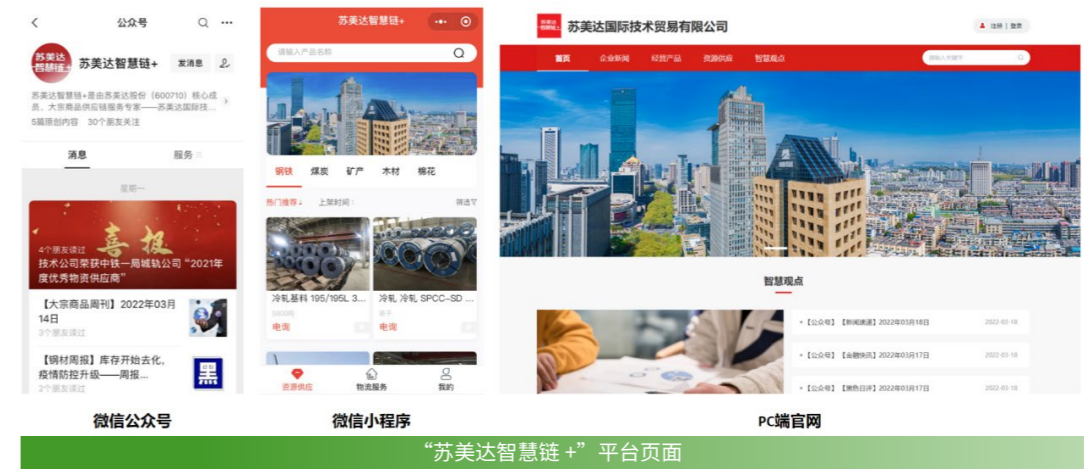 公众号
苏美达
智慧链+
苏美达智慧链+
发消息
苏美达智慧链+是由苏美达股份（600710）核心成
员、大宗商品供应链服务专家——苏美达国际技...
5篇原创内容 30个朋友关注
消息
服务
星期一
喜报
4个朋友读过
技术公司荣获中铁一局城轨公司“2021年
度优秀物资供应商”
【大宗商品周刊】2022年03月
14日
3个朋友读过
【钢材周报】库存开始去化，
疫情防控升级——周报...
2个朋友读过
黑
微信公众号
苏美达智慧链+
请输入产品名称
钢铁 煤炭 矿产 木材 棉花
热门推荐↓ 上架时间 筛选
冷轧基料 195/195L 3...
电询
冷轧 冷轧 SPCC-SD ...
电询
资源供应 物流服务 我的
微信小程序
苏美达
智慧链+
苏美达国际技术贸易有限公司
注册 | 登录
首页 企业新闻 经营产品 资源供应 智慧观点
请输入关键字
智慧观点
•【公众号】【新闻速递】2022年03月18日 2022-03-18
•【公众号】【金融快讯】2022年03月17日 2022-03-18
•【公众号】【黑色日评】2022年03月17日 2022-03-18
PC端官网
“苏美达智慧链 +”平台页面